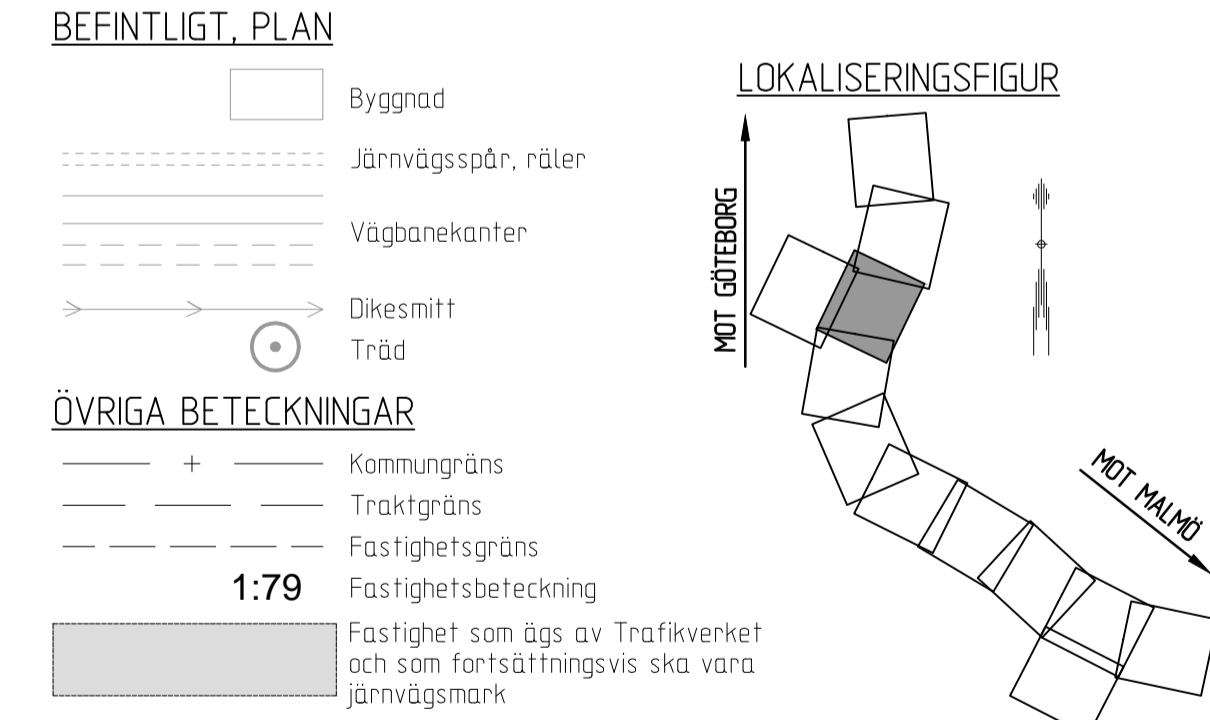 BEFINTLIGT, PLAN
Byggnad
Järnvägsspår, räler
Vägbanekanter
Dikesmitt
Träd
ÖVRIGA BETECKNINGAR
Kommungräns
Traktgräns
Fastighetsgräns
1:79 Fastighetsbeteckning
Fastighet som ägs av Trafikverket
och som fortsättningsvis ska vara
järnvägsmark
LOKALISERINGSFIGUR
MOT GÖTEBORG
MOT MALMÖ